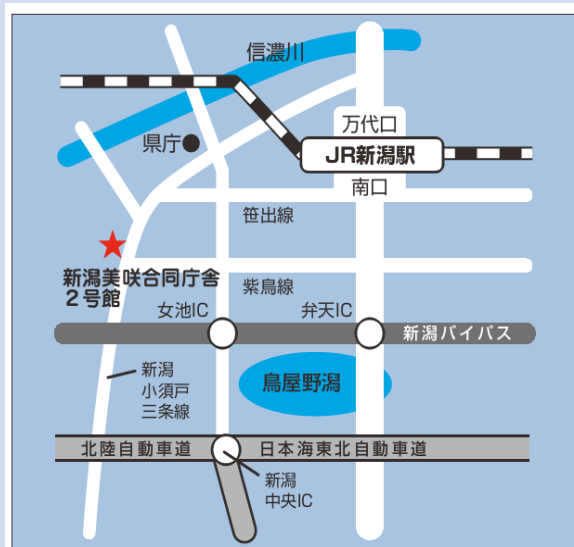 信濃川
万代口
県庁
JR新潟駅
南口
笹出線
新潟美咲合同庁舎
2号館
紫鳥線
女池IC
弁天IC
新潟バイパス
新潟
小須戸
三条線
鳥屋野潟
北陸自動車道
日本海東北自動車道
新潟
中央IC